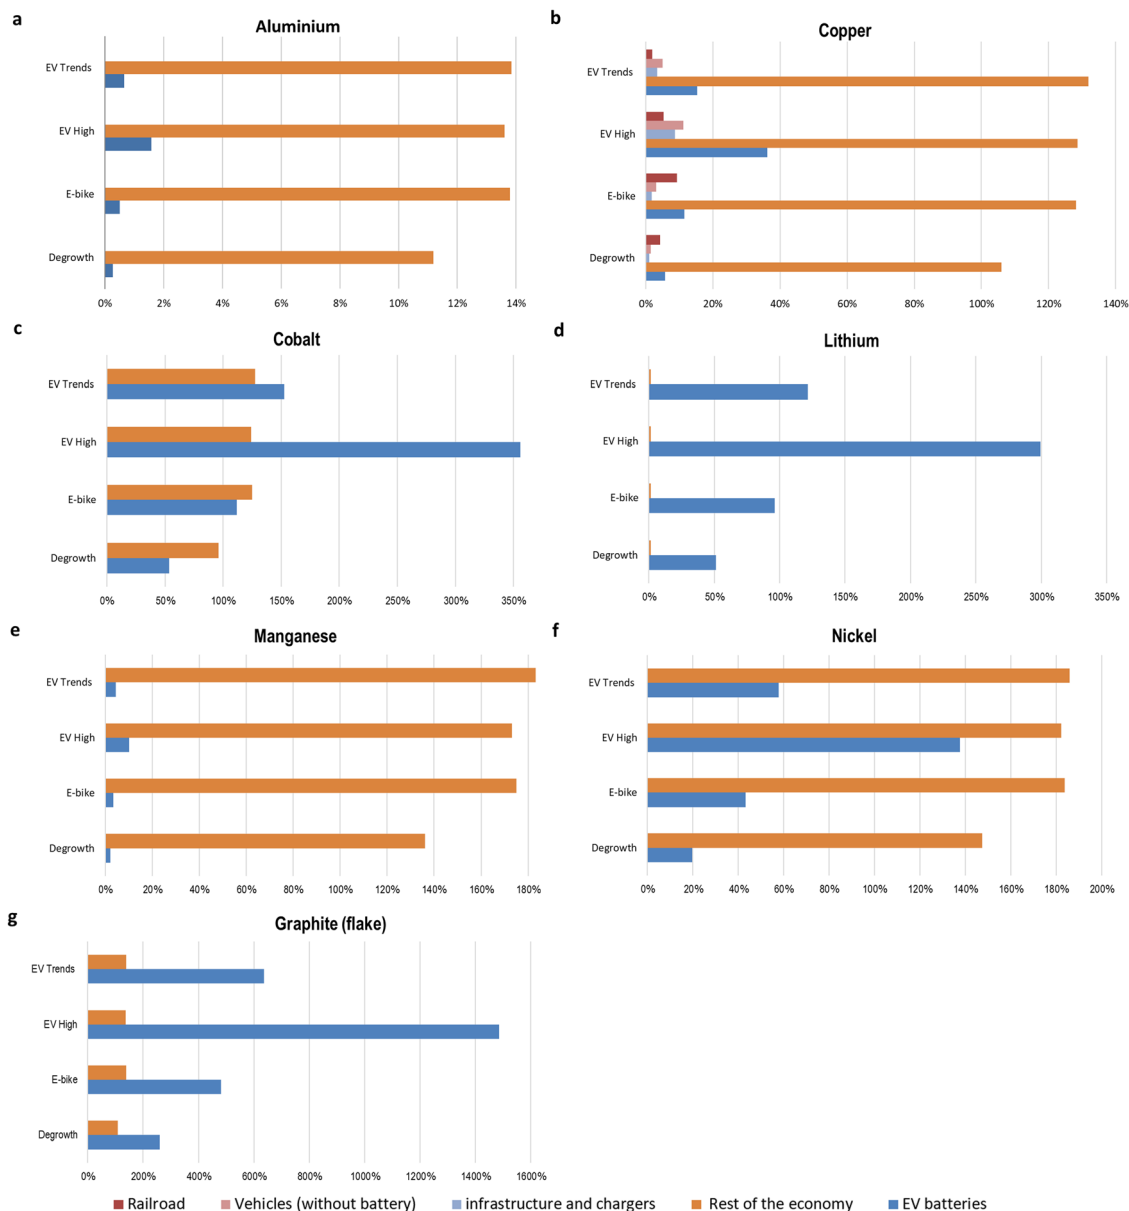 a
Aluminium
EV Trends
EV High
E-bike
Degrowth
0% 2% 4% 6% 8% 10% 12% 14%
b
Copper
EV Trends
EV High
E-bike
Degrowth
0% 20% 40% 60% 80% 100% 120% 140%
c
Cobalt
EV Trends
EV High
E-bike
Degrowth
0% 50% 100% 150% 200% 250% 300% 350%
d
Lithium
EV Trends
EV High
E-bike
Degrowth
0% 50% 100% 150% 200% 250% 300% 350%
e
Manganese
EV Trends
EV High
E-bike
Degrowth
0% 20% 40% 60% 80% 100% 120% 140% 160% 180%
f
Nickel
EV Trends
EV High
E-bike
Degrowth
0% 20% 40% 60% 80% 100% 120% 140% 160% 180% 200%
g
Graphite (flake)
EV Trends
EV High
E-bike
Degrowth
0% 200% 400% 600% 800% 1000% 1200% 1400% 1600%
Railroad Vehicles (without battery) infrastructure and chargers Rest of the economy EV batteries